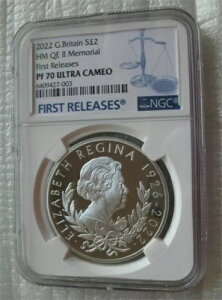 2022 G.Britain S£2
HM QE II Memorial
First Releases
PF 70 ULTRA CAMEO
6409427-003
FIRST RELEASES®
NGC
ELIZABETH REGINA · 1926-2022 ·